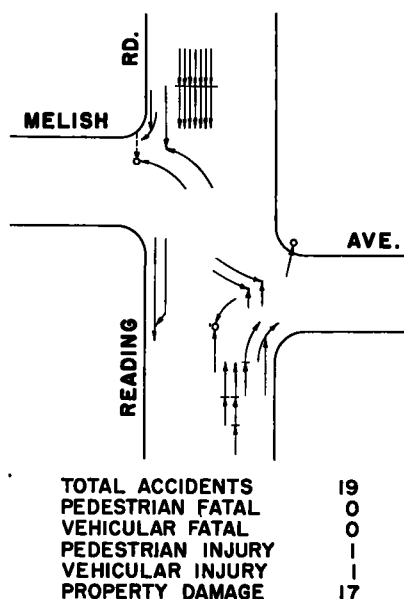 RD.
MELISH
AVE.
READING
TOTAL ACCIDENTS 19
PEDESTRIAN FATAL 0
VEHICULAR FATAL 0
PEDESTRIAN INJURY 1
VEHICULAR INJURY 1
PROPERTY DAMAGE 17